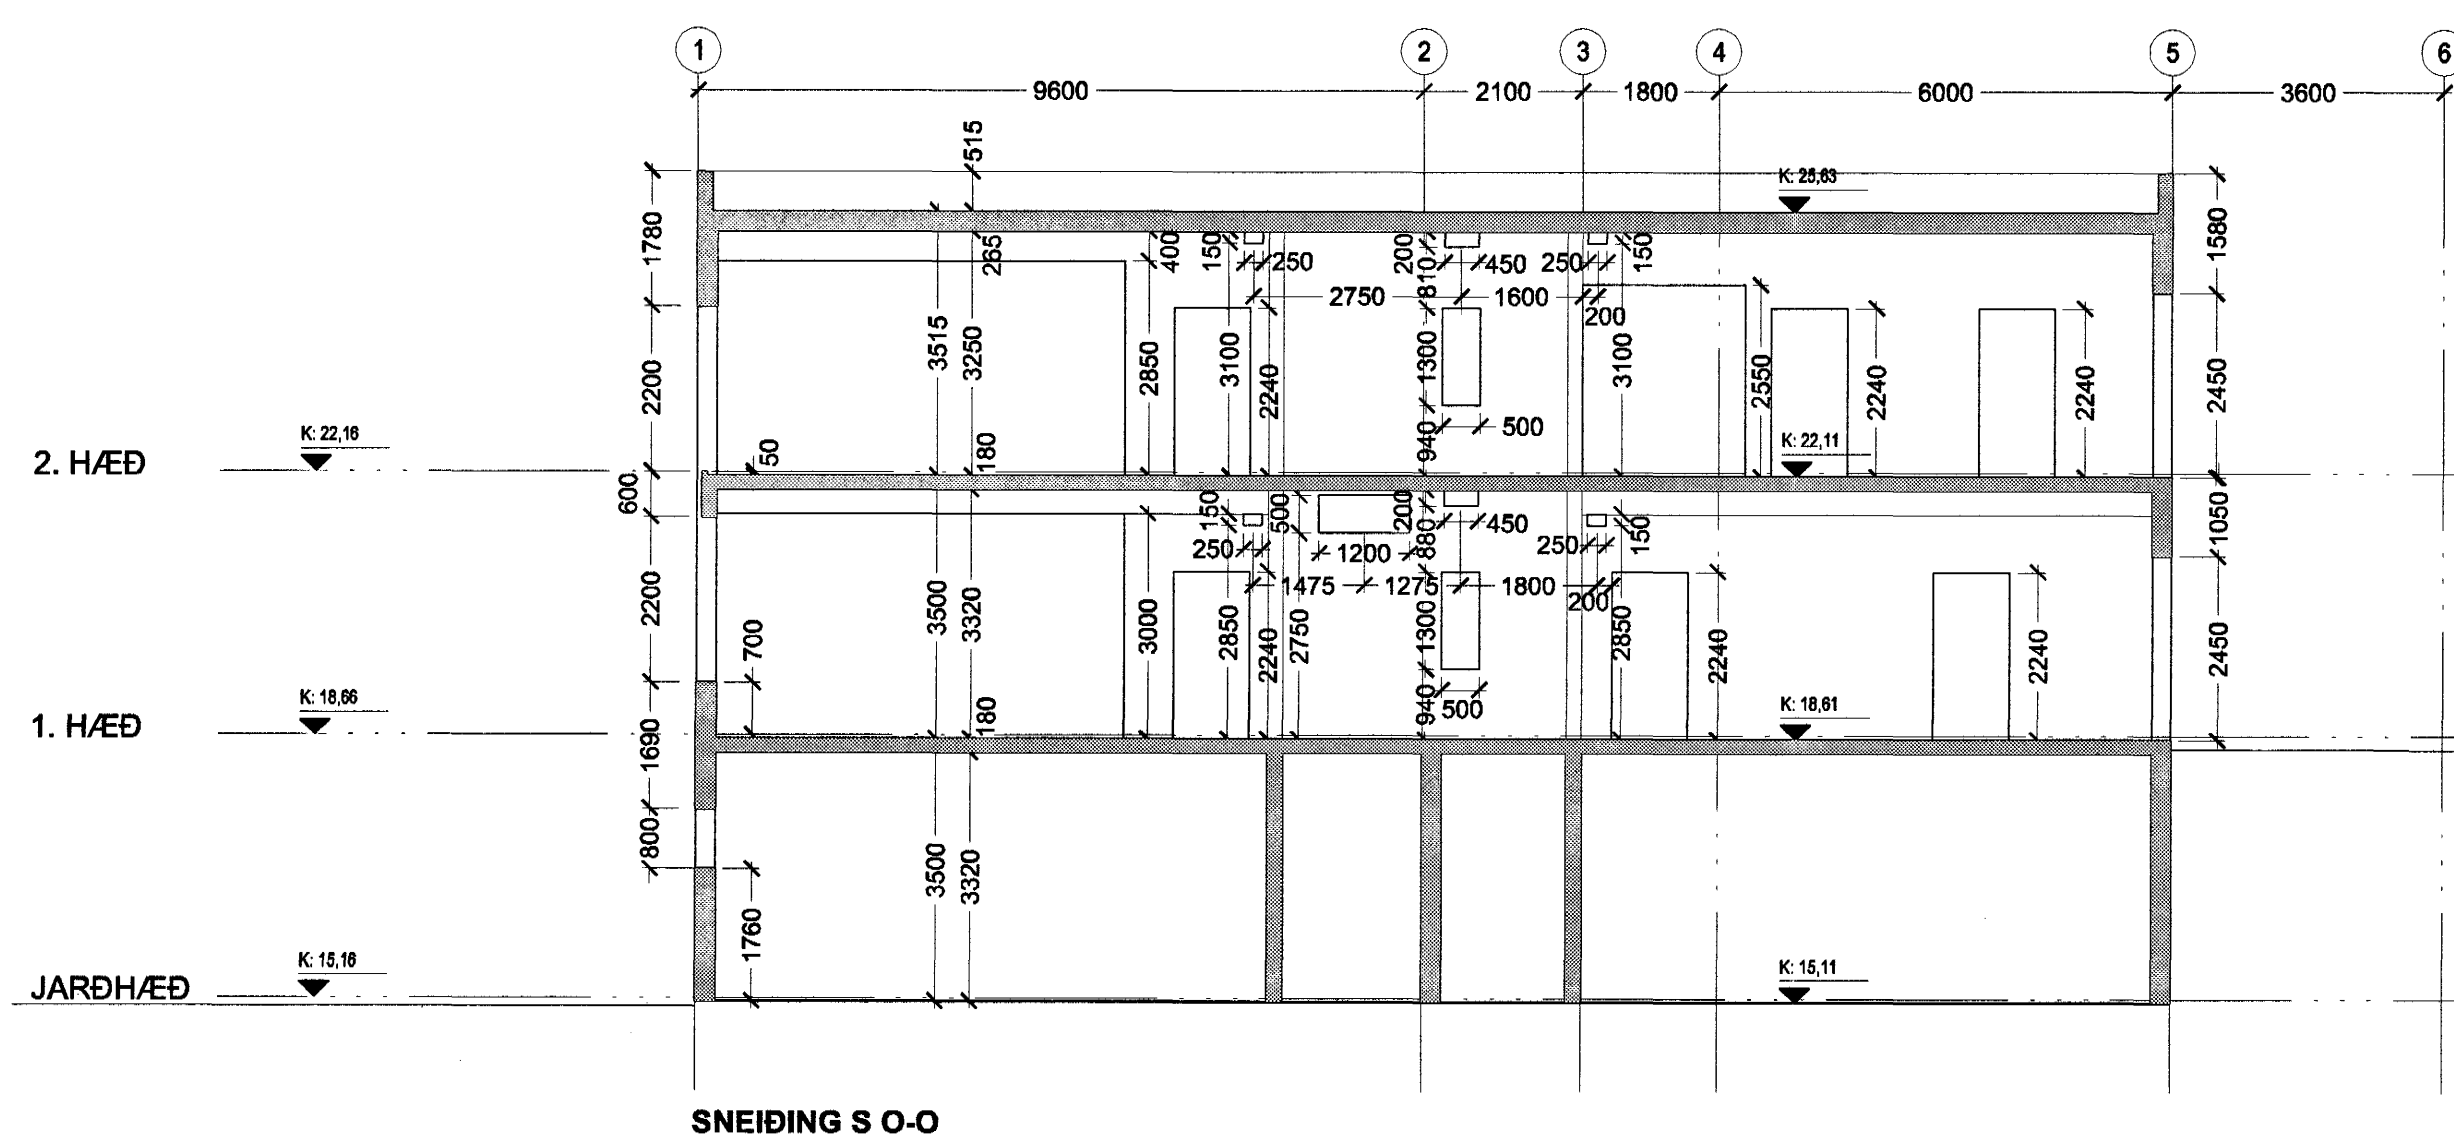 1 2 3 4 5 6
9600 2100 1800 6000 3600
515
K: 25,63
1780 265 400 150 250 200 810 450 250 150 1580
2750 1600
200
2200 3515 3250 2850 3100 2240 1300 3100 2550 2240 2240 2450
500
940
K: 22,16
K: 22,11
2. HÆÐ
50 180
600 150 500 200 450 150 1050
250 1200 880 250
1475 1275 1800
200
2200 700 3500 3320 3000 2850 2240 2750 1300 2850 2240 2240 2450
K: 18,66
K: 18,61
940 500
1. HÆÐ
180
1690
800 3500 3320
1760
K: 15,16
K: 15,11
JARÐHÆÐ
SNEIÐING S O-O